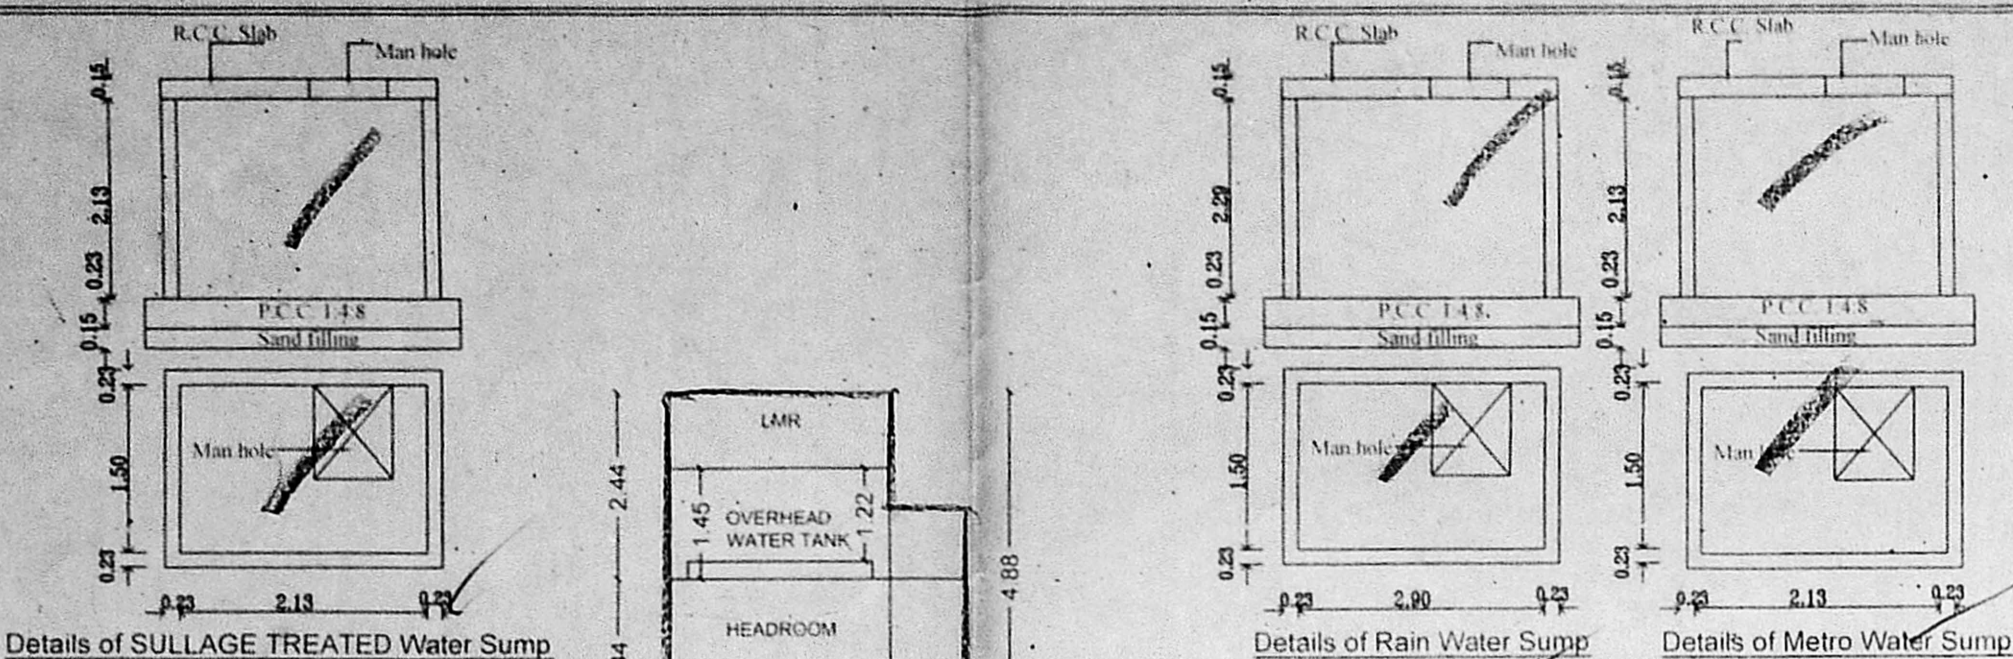 R.C.C. Slab
Man hole
0.15
2.13
0.23
P.C.C. 1:4:8
0.15
Sand filling
0.23
Man hole
1.50
0.23
0.23 2.13 0.23
Details of SULLAGE TREATED Water Sump
LMR
2.44
1.45
OVERHEAD
WATER TANK
1.22
4.88
HEADROOM
R.C.C. Slab
Man hole
0.15
2.29
0.23
P.C.C. 1:4:8.
0.15
Sand filling
0.23
Man hole
1.50
0.23
0.23 2.90 0.23
Details of Rain Water Sump
R.C.C. Slab
Man hole
0.15
2.13
0.23
P.C.C. 1:4:8
0.15
Sand filling
0.23
Man hole
1.50
0.23
0.23 2.13 0.23
Details of Metro Water Sump